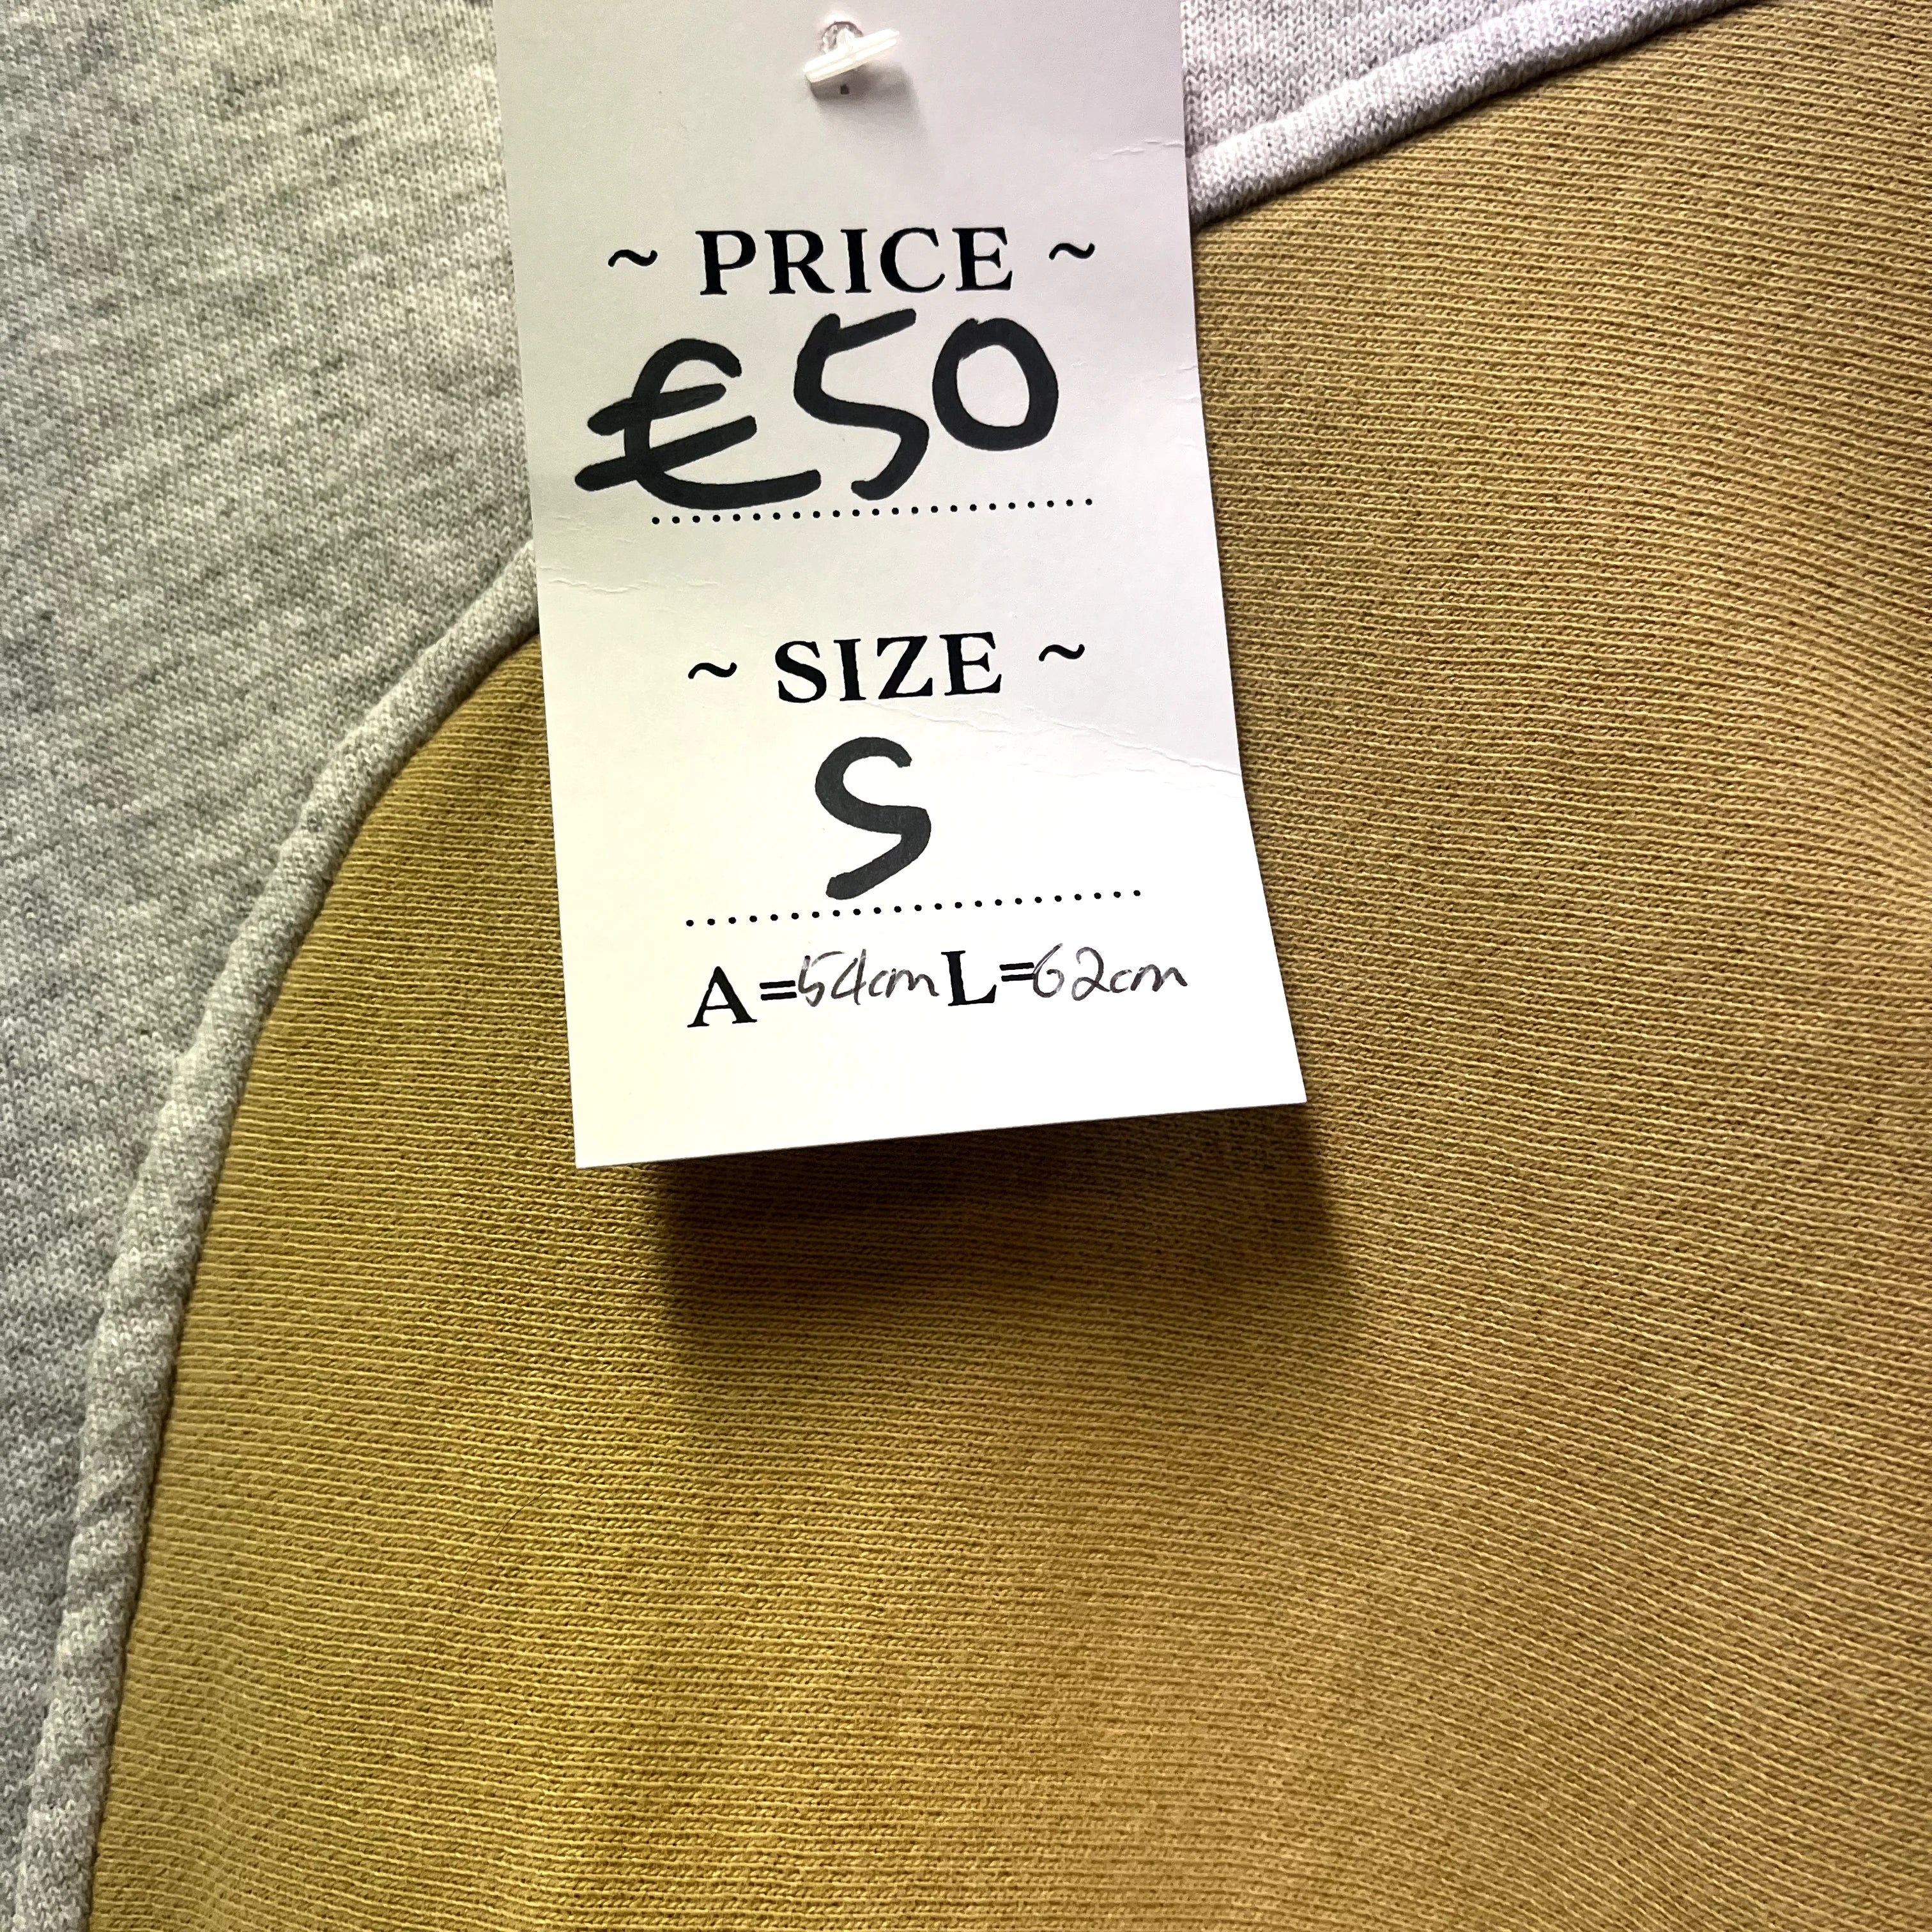 ~ PRICE ~
€50
~ SIZE ~
S
A=54cm L=62cm